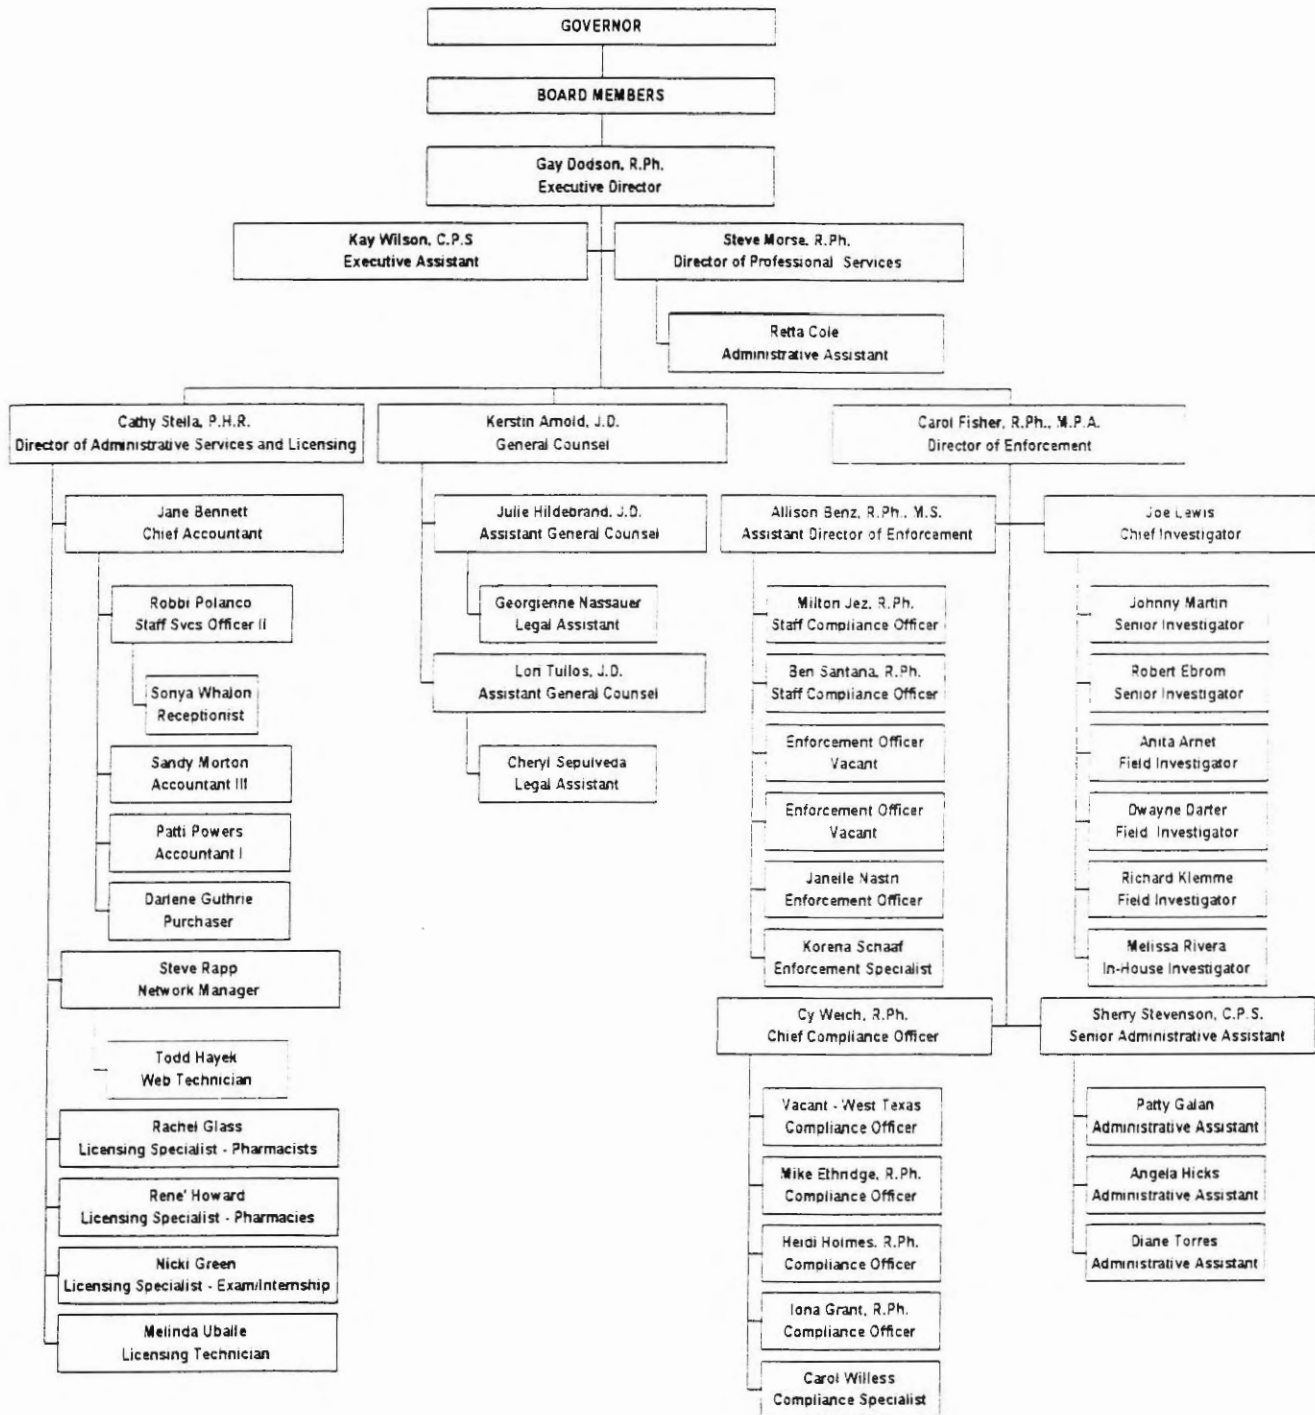 GOVERNOR
BOARD MEMBERS
Gay Dodson, R.Ph.
Executive Director
Kay Wilson, C.P.S
Executive Assistant
Steve Morse, R.Ph.
Director of Professional Services
Retta Cole
Administrative Assistant
Cathy Stella, P.H.R.
Director of Administrative Services and Licensing
Jane Bennett
Chief Accountant
Robbi Polanco
Staff Svcs Officer II
Sonya Whalon
Receptionist
Sandy Morton
Accountant III
Patti Powers
Accountant I
Darlene Guthrie
Purchaser
Steve Rapp
Network Manager
Todd Hayek
Web Technician
Rachel Glass
Licensing Specialist - Pharmacists
Rene' Howard
Licensing Specialist - Pharmacies
Nicki Green
Licensing Specialist - Exam/Internship
Melinda Uballe
Licensing Technician
Kerstin Arnold, J.D.
General Counsel
Julie Hildebrand, J.D.
Assistant General Counsel
Georgienne Nassauer
Legal Assistant
Lori Tullos, J.D.
Assistant General Counsel
Cheryl Sepulveda
Legal Assistant
Carol Fisher, R.Ph., M.P.A.
Director of Enforcement
Allison Benz, R.Ph., M.S.
Assistant Director of Enforcement
Milton Jez, R.Ph.
Staff Compliance Officer
Ben Santana, R.Ph.
Staff Compliance Officer
Enforcement Officer
Vacant
Enforcement Officer
Vacant
Janelle
Enforcement Officer
Korena Schaaf
Enforcement Specialist
Joe Lewis
Chief Investigator
Johnny Martin
Senior Investigator
Robert Ebrom
Senior Investigator
Anita Arnet
Field Investigator
Dwayne Darter
Field Investigator
Richard Klemme
Field Investigator
Melissa Rivera
In-House Investigator
Cy Weich, R.Ph.
Chief Compliance Officer
Vacant - West Texas
Compliance Officer
Mike Ethridge, R.Ph.
Compliance Officer
Heidi Holmes, R.Ph.
Compliance Officer
Iona Grant, R.Ph.
Compliance Officer
Carol Willess
Compliance Specialist
Sherry Stevenson, C.P.S.
Senior Administrative Assistant
Patty Galan
Administrative Assistant
Angela Hicks
Administrative Assistant
Diane Torres
Administrative Assistant